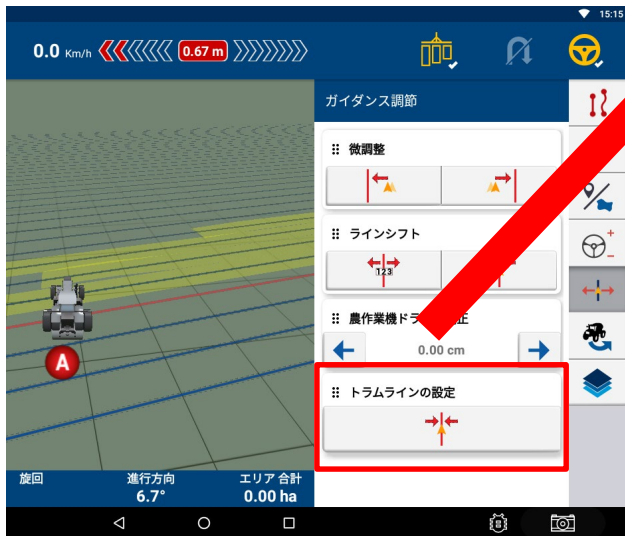 15:15
0.0 Km/h
0.67 m
ガイダンス調節
微調整
ラインシフト
123
農作業機ドラ
正
0.00 cm
トラムラインの設定
A
旋回
進行方向
エリア 合計
6.7°
0.00 ha